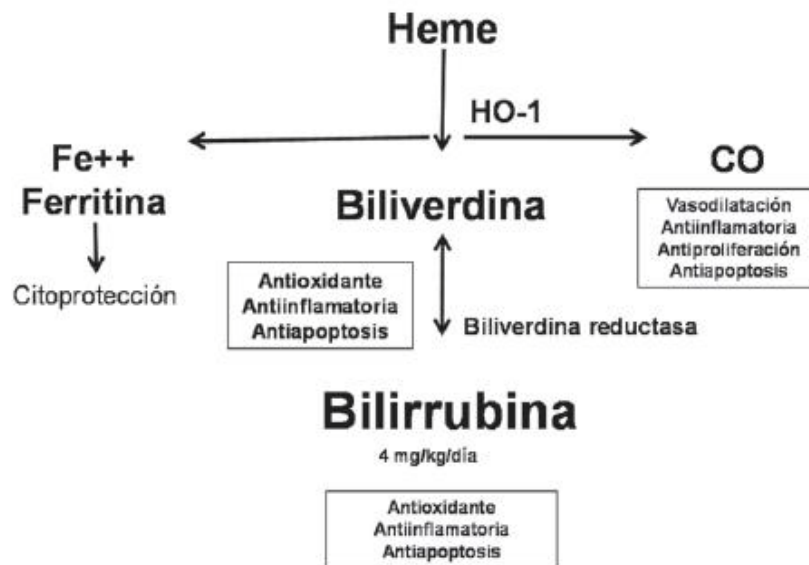 Heme
HO-1
Fe++
Ferritina
CO
Biliverdina
Vasodilatación
Antiinflamatoria
Antiproliferación
Antiapoptosis
Citoprotección
Antioxidante
Antiinflamatoria
Antiapoptosis
Biliverdina reductasa
Bilirrubina
4 mg/kg/día
Antioxidante
Antiinflamatoria
Antiapoptosis